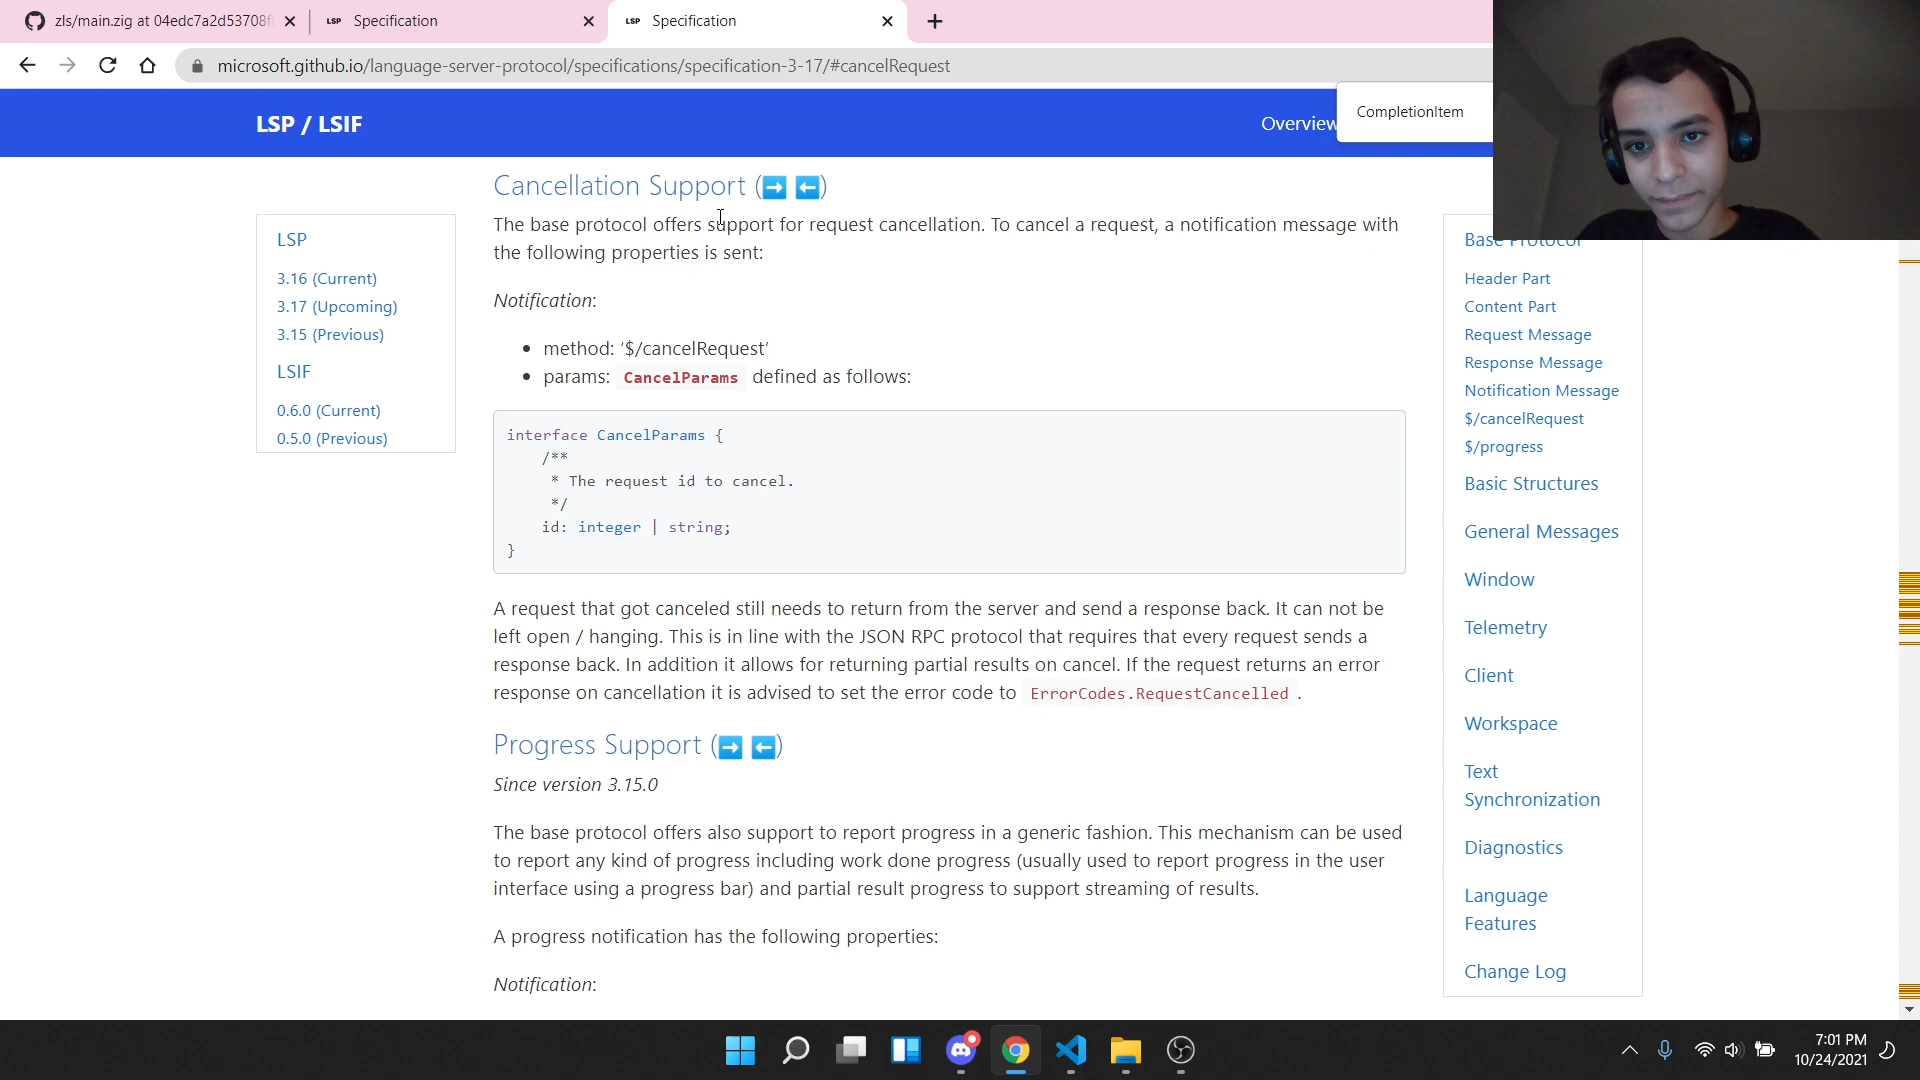 zls/main.zig at 04edc7a2d53708f
LSP Specification
LSP Specification
microsoft.github.io/language-server-protocol/specifications/specification-3-17/#cancelRequest
CompletionItem
LSP / LSIF
Overview
LSP
3.16 (Current)
3.17 (Upcoming)
3.15 (Previous)
LSIF
0.6.0 (Current)
0.5.0 (Previous)
Cancellation Support (➡️ ⬅️)
The base protocol offers support for request cancellation. To cancel a request, a notification message with
the following properties is sent:
Notification:
• method: ‘$/cancelRequest’
• params: CancelParams defined as follows:
interface CancelParams {
/**
* The request id to cancel.
*/
id: integer | string;
}
A request that got canceled still needs to return from the server and send a response back. It can not be
left open / hanging. This is in line with the JSON RPC protocol that requires that every request sends a
response back. In addition it allows for returning partial results on cancel. If the request returns an error
response on cancellation it is advised to set the error code to ErrorCodes.RequestCancelled.
Progress Support (➡️ ⬅️)
Since version 3.15.0
The base protocol offers also support to report progress in a generic fashion. This mechanism can be used
to report any kind of progress including work done progress (usually used to report progress in the user
interface using a progress bar) and partial result progress to support streaming of results.
A progress notification has the following properties:
Notification:
Base Protocol
Header Part
Content Part
Request Message
Response Message
Notification Message
$/cancelRequest
$/progress
Basic Structures
General Messages
Window
Telemetry
Client
Workspace
Text
Synchronization
Diagnostics
Language
Features
Change Log
7:01 PM
10/24/2021